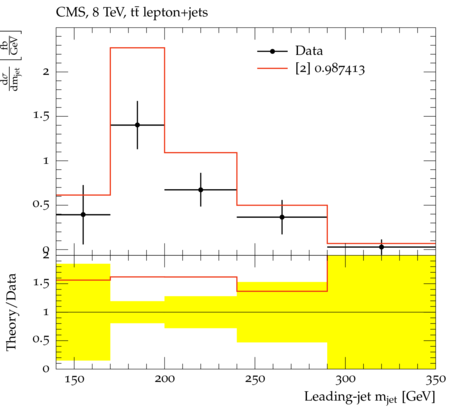 CMS, 8 TeV, tt̄ lepton+jets
dσ/dm_jet [fb/GeV]
Data
[2] 0.987413
2
1.5
1
0.5
0
Theory/Data
2
1.5
1
0.5
0
150 200 250 300 350
Leading-jet m_jet [GeV]